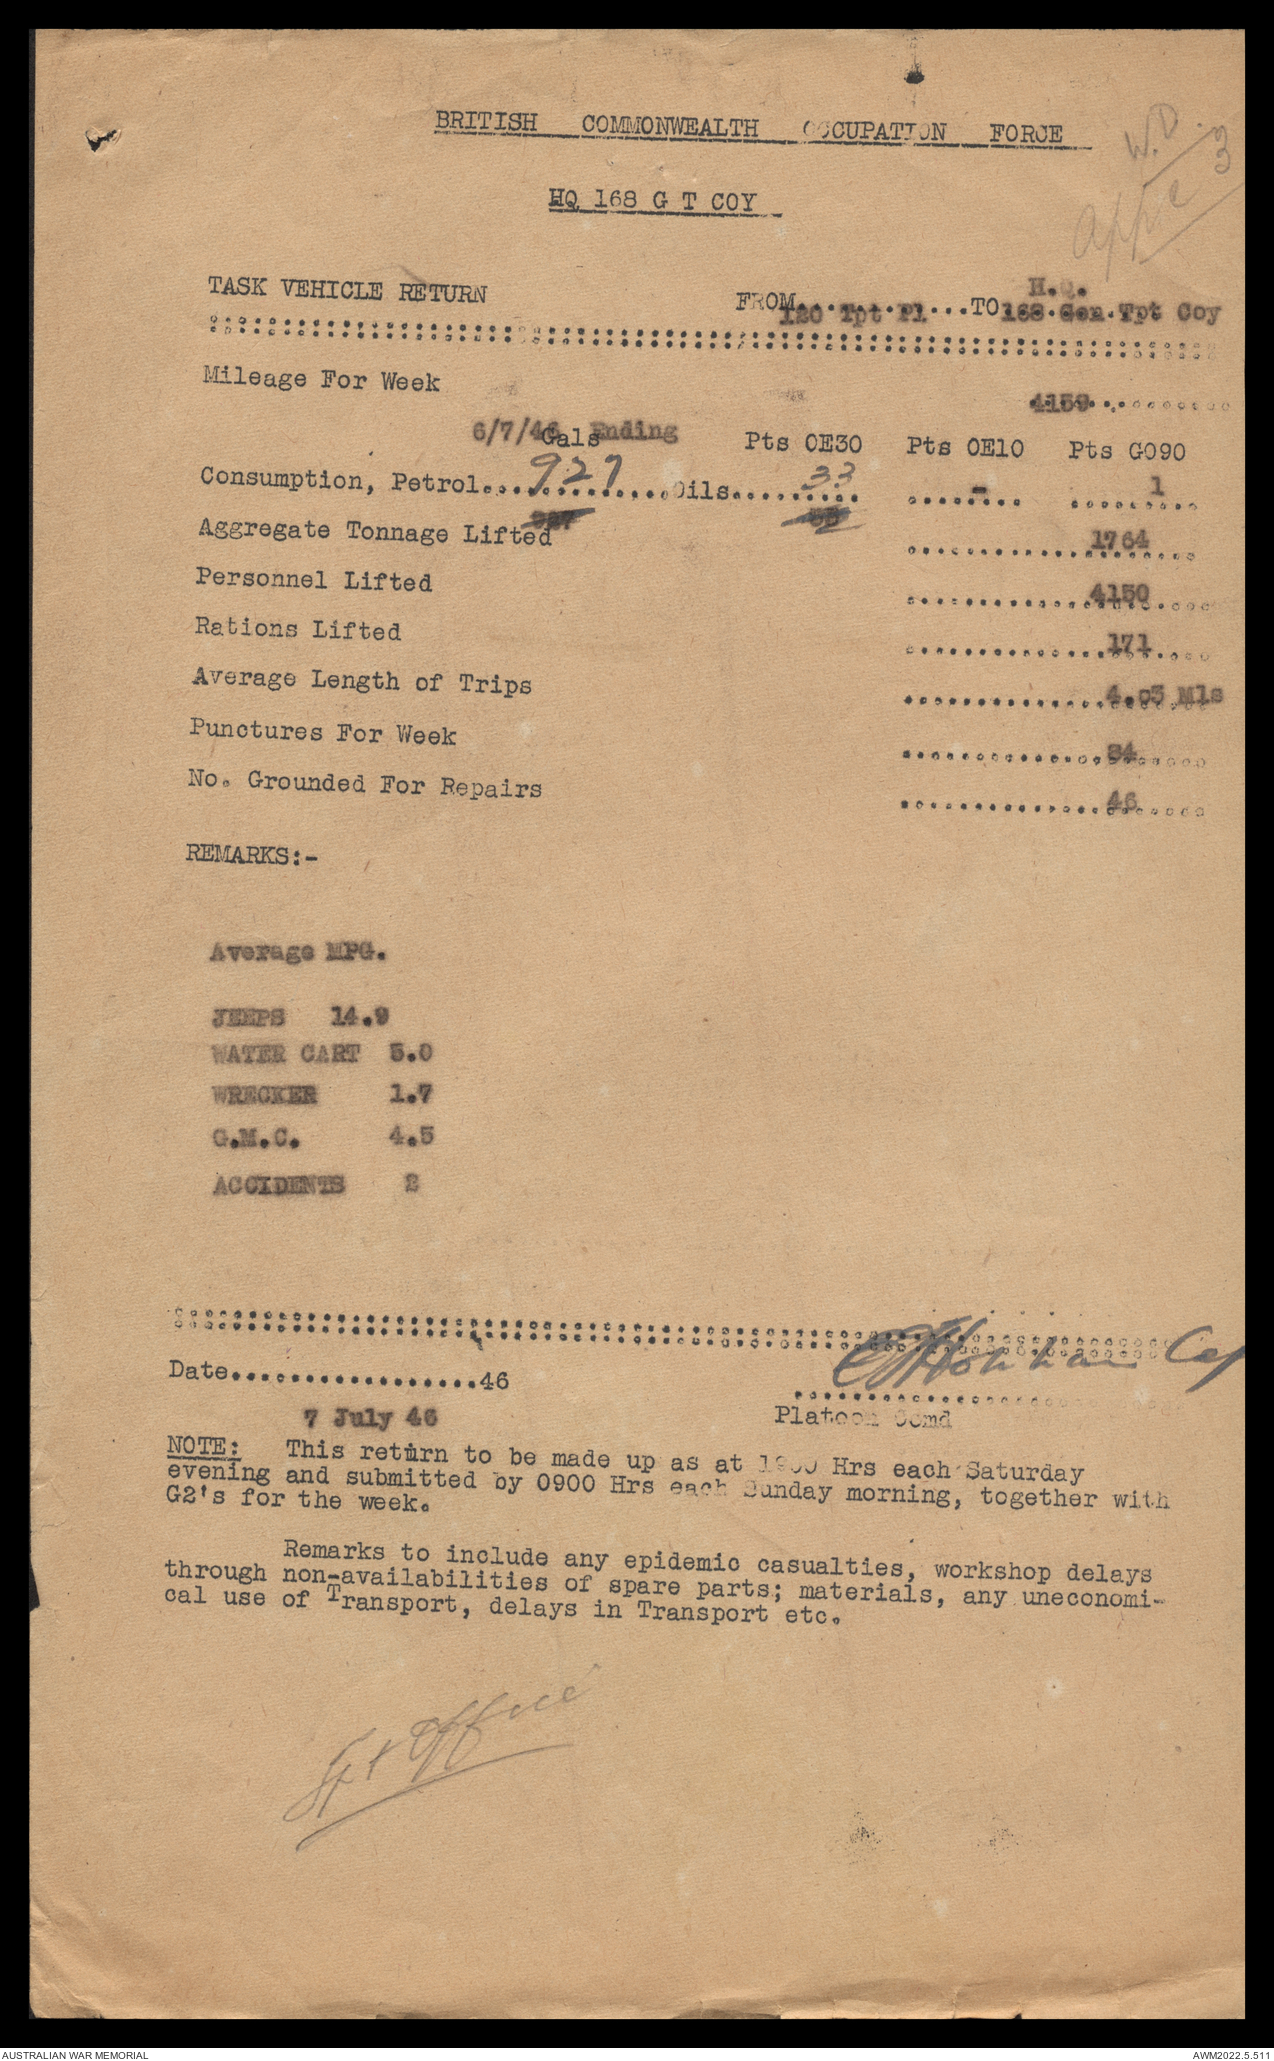 BRITISH COMMONWEALTH OCCUPATION FORCE
W.D. 3
App C
HQ 168 G T COY
TASK VEHICLE RETURN FROM 120 Tpt Pl ...TO H.Q. 168 Gen Tpt Coy
Mileage For Week 4159
6/7/46 Ending
Gals Pts OE30 Pts OE10 Pts GO90
Consumption, Petrol 927 Oils 33 - 1
Aggregate Tonnage Lifted 1764
Personnel Lifted 4150
Rations Lifted 171
Average Length of Trips 4.03 Mls
Punctures For Week 34
No. Grounded For Repairs 46
REMARKS:-
Average MPG.
JEEPS 14.9
WATER CART 5.0
WRECKER 1.7
G.M.C. 4.5
ACCIDENTS 2
Date..................46
7 July 46
Platoon Comd
NOTE: This return to be made up as at 1900 Hrs each Saturday
evening and submitted by 0900 Hrs each Sunday morning, together with
G2's for the week.
Remarks to include any epidemic casualties, workshop delays
through non-availabilities of spare parts; materials, any uneconomi-
cal use of Transport, delays in Transport etc.
Office
AUSTRALIAN WAR MEMORIAL AWM2022.5.511